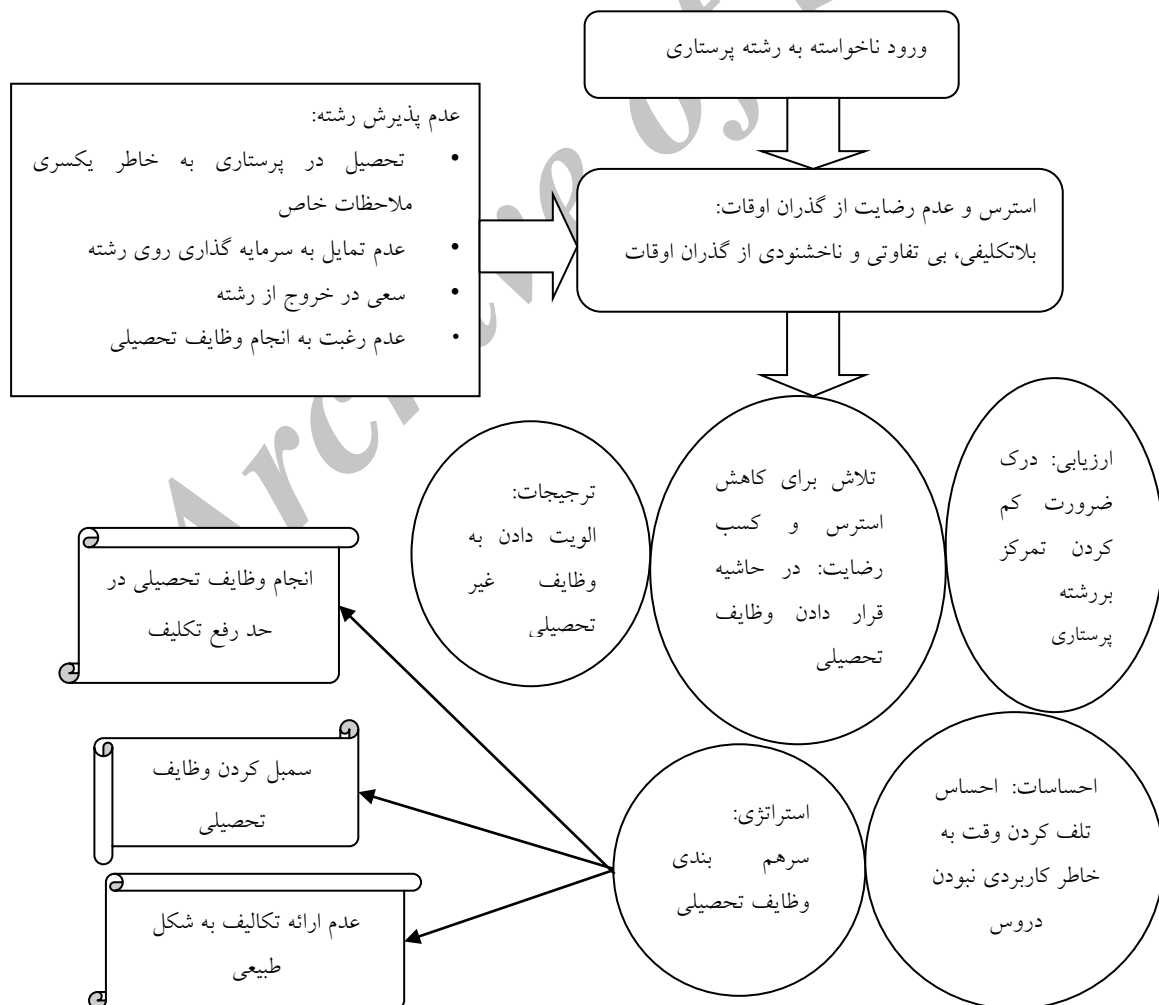 ورود ناخواسته به رشته پرستاری
عدم پذیرش رشته:
• تحصیل در پرستاری به خاطر یکسری
ملاحظات خاص
• عدم تمایل به سرمایه گذاری روی رشته
• سعی در خروج از رشته
• عدم رغبت به انجام وظایف تحصیلی
استرس و عدم رضایت از گذران اوقات:
بلاتکلیفی، بی تفاوتی و ناخشنودی از گذران اوقات
ارزیابی: درک
ضرورت کم
کردن تمرکز
بررشته
پرستاری
تلاش برای کاهش
استرس و کسب
رضایت: در حاشیه
قرار دادن وظایف
تحصیلی
ترجیجات:
الویت دادن به
وظایف غیر
تحصیلی
احساسات: احساس
تلف کردن وقت به
خاطر کاربردی نبودن
دروس
استراتژی:
سرهم بندی
وظایف تحصیلی
انجام وظایف تحصیلی در
حد رفع تکلیف
سمبل کردن وظایف
تحصیلی
عدم ارائه تکالیف به شکل
طبیعی
Archive of